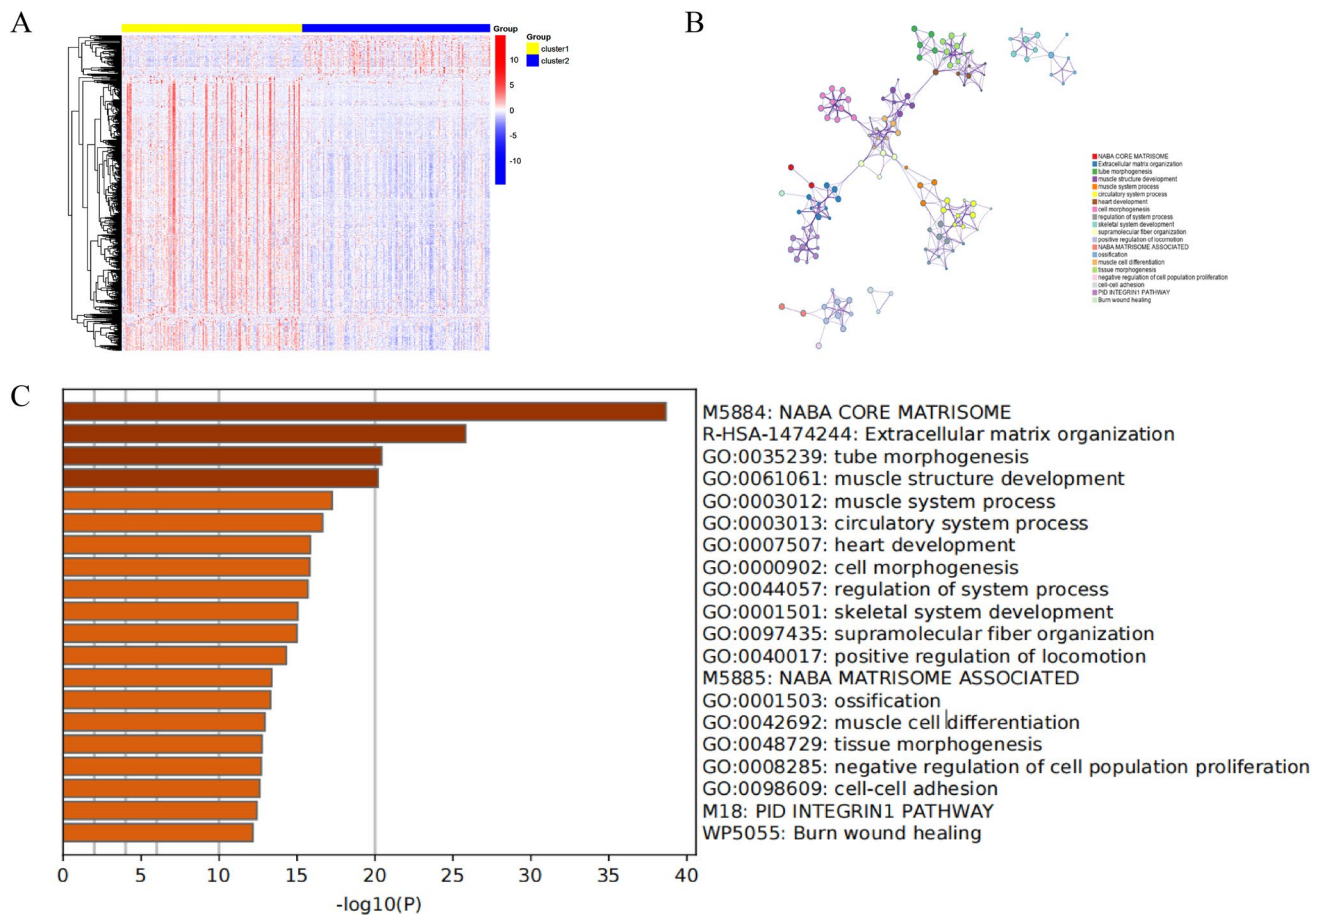 A
Group
10
5
0
-5
-10
Group
cluster1
cluster2
B
NABA CORE MATRISOME
Extracellular matrix organization
tube morphogenesis
muscle structure development
muscle system process
circulatory system process
heart development
cell morphogenesis
regulation of system process
skeletal system development
supramolecular fiber organization
positive regulation of locomotion
NABA MATRISOME ASSOCIATED
ossification
muscle cell differentiation
tissue morphogenesis
negative regulation of cell population proliferation
cell-cell adhesion
PID INTEGRIN1 PATHWAY
Burn wound healing
C
M5884: NABA CORE MATRISOME
R-HSA-1474244: Extracellular matrix organization
GO:0035239: tube morphogenesis
GO:0061061: muscle structure development
GO:0003012: muscle system process
GO:0003013: circulatory system process
GO:0007507: heart development
GO:0000902: cell morphogenesis
GO:0044057: regulation of system process
GO:0001501: skeletal system development
GO:0097435: supramolecular fiber organization
GO:0040017: positive regulation of locomotion
M5885: NABA MATRISOME ASSOCIATED
GO:0001503: ossification
GO:0042692: muscle cell differentiation
GO:0048729: tissue morphogenesis
GO:0008285: negative regulation of cell population proliferation
GO:0098609: cell-cell adhesion
M18: PID INTEGRIN1 PATHWAY
WP5055: Burn wound healing
0 5 10 15 20 25 30 35 40
-log10(P)